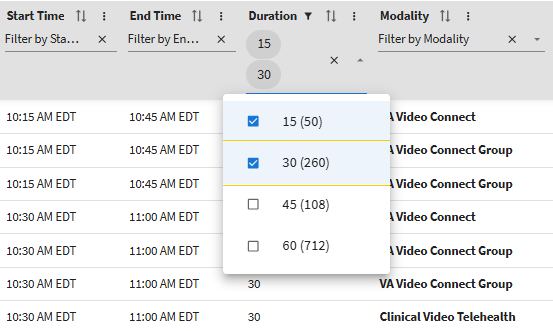 Start Time End Time Duration Modality
Filter by Sta... Filter by En... 15 Filter by Modality
30
10:15 AM EDT 10:45 AM EDT 15 (50) A Video Connect
10:15 AM EDT 10:45 AM EDT 30 (260) A Video Connect Group
10:15 AM EDT 10:45 AM EDT 45 (108) A Video Connect Group
10:30 AM EDT 11:00 AM EDT A Video Connect
10:30 AM EDT 11:00 AM EDT 60 (712) A Video Connect Group
10:30 AM EDT 11:00 AM EDT 30 VA Video Connect Group
10:30 AM EDT 11:00 AM EDT 30 Clinical Video Telehealth